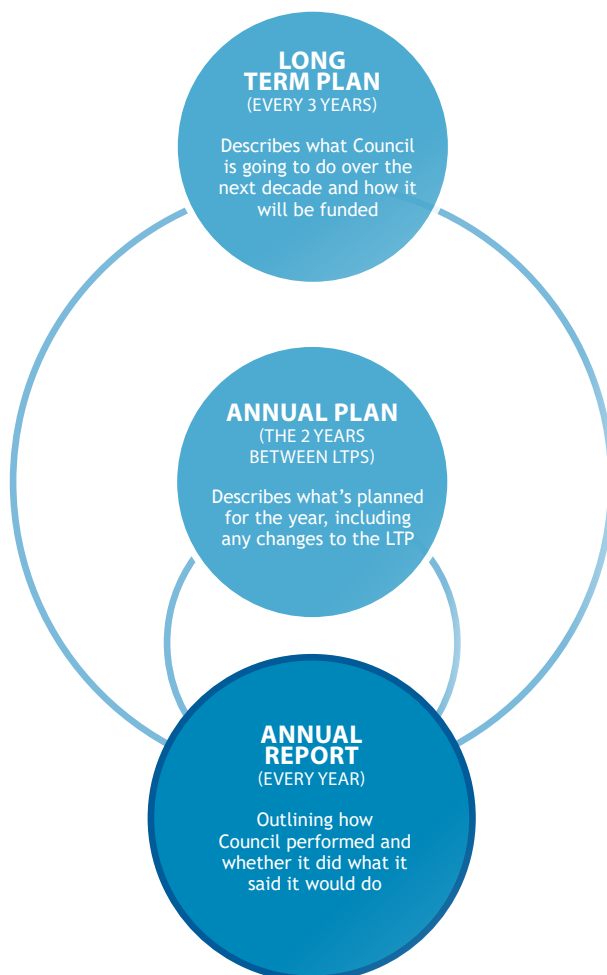 LONG
TERM PLAN
(EVERY 3 YEARS)
Describes what Council
is going to do over the
next decade and how it
will be funded
ANNUAL PLAN
(THE 2 YEARS
BETWEEN LTPS)
Describes what’s planned
for the year, including
any changes to the LTP
ANNUAL
REPORT
(EVERY YEAR)
Outlining how
Council performed and
whether it did what it
said it would do